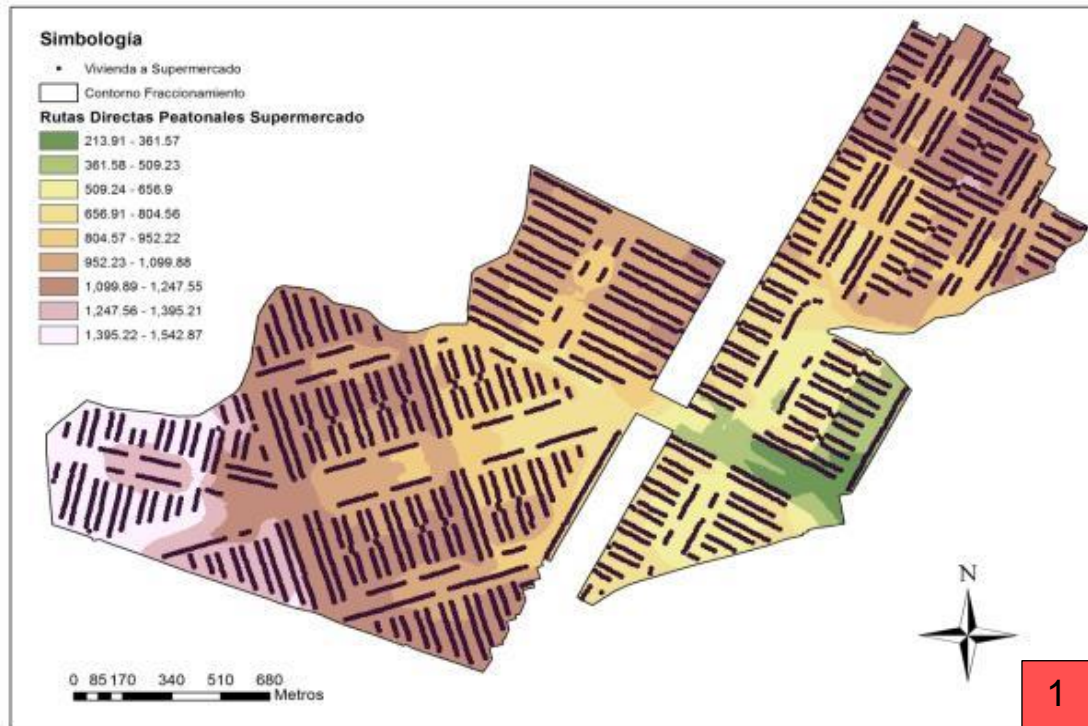 Simbología
Vivienda a Supermercado
Contorno Fraccionamiento
Rutas Directas Peatonales Supermercado
213.91 - 361.57
361.58 - 509.23
509.24 - 656.9
656.91 - 804.56
804.57 - 952.22
952.23 - 1,099.88
1,099.89 - 1,247.55
1,247.56 - 1,395.21
1,395.22 - 1,542.87
N
0 85 170 340 510 680
Metros
1